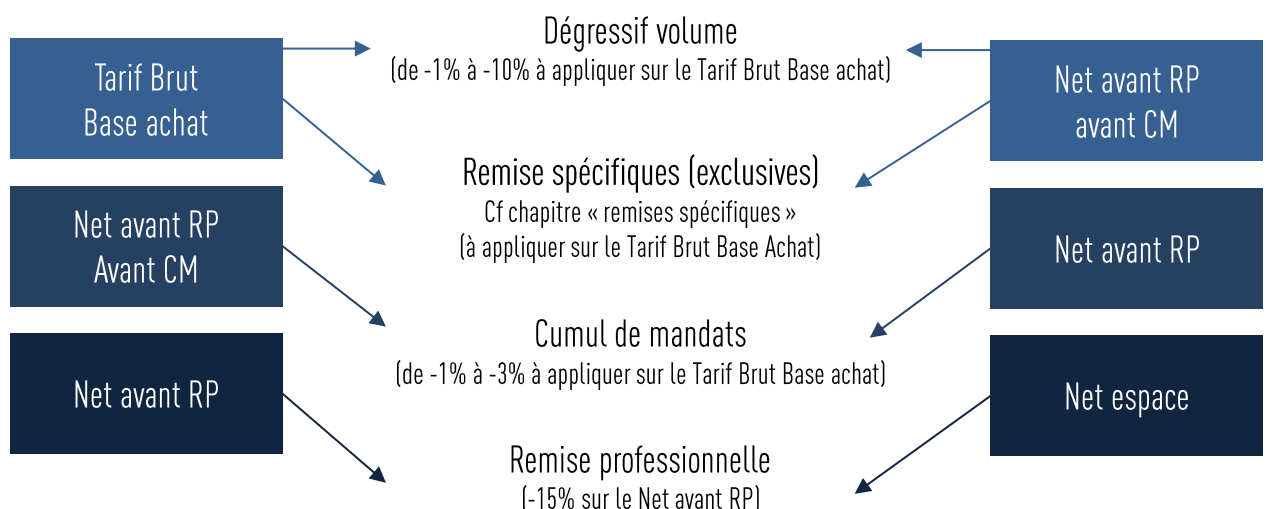 Tarif Brut
Base achat
Net avant RP
Avant CM
Net avant RP
Dégressif volume
(de -1% à -10% à appliquer sur le Tarif Brut Base achat)
Remise spécifiques (exclusives)
Cf chapitre « remises spécifiques »
(à appliquer sur le Tarif Brut Base Achat)
Cumul de mandats
(de -1% à -3% à appliquer sur le Tarif Brut Base achat)
Remise professionnelle
(-15% sur le Net avant RP)
Net avant RP
avant CM
Net avant RP
Net espace